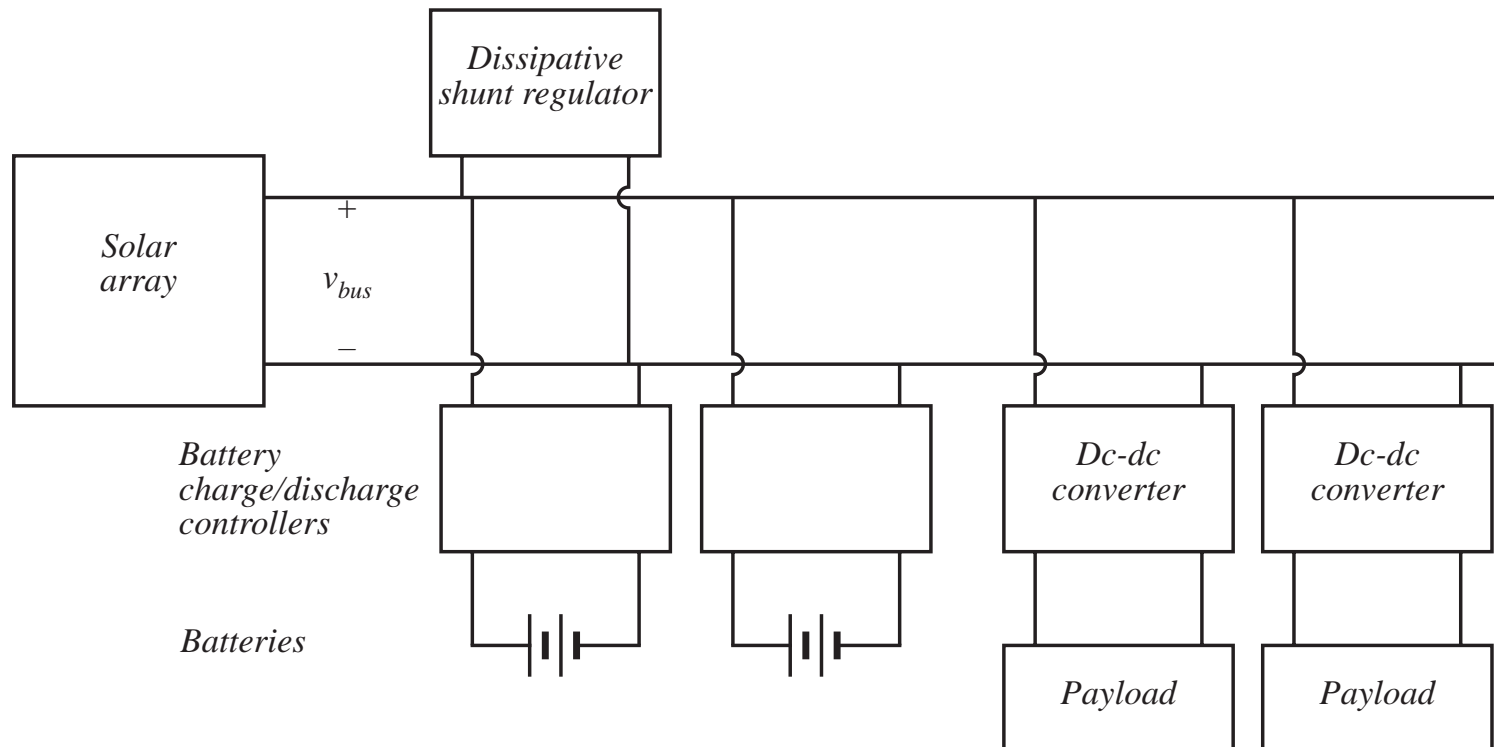 Dissipative
shunt regulator
Solar
array
+
v_bus
–
Battery
charge/discharge
controllers
Dc-dc
converter
Dc-dc
converter
Batteries
Payload
Payload